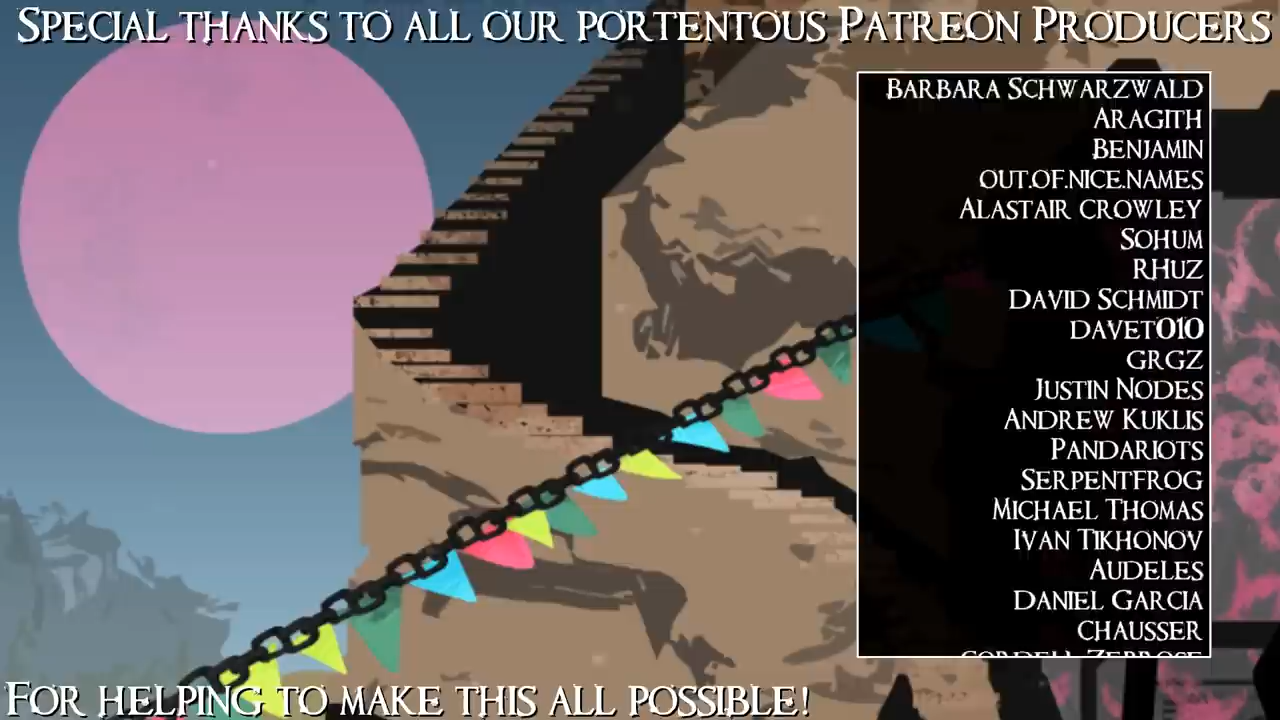 Special thanks to all our portentous Patreon Producers
Barbara Schwarzwald
Aragith
Benjamin
out.of.nice.names
Alastair Crowley
Sohum
RHuz
David Schmidt
davet010
grgz
Justin Nodes
Andrew Kuklis
Pandariots
Serpentfrog
Michael Thomas
Ivan Tikhonov
Audeles
Daniel Garcia
chausser
For helping to make this all possible!